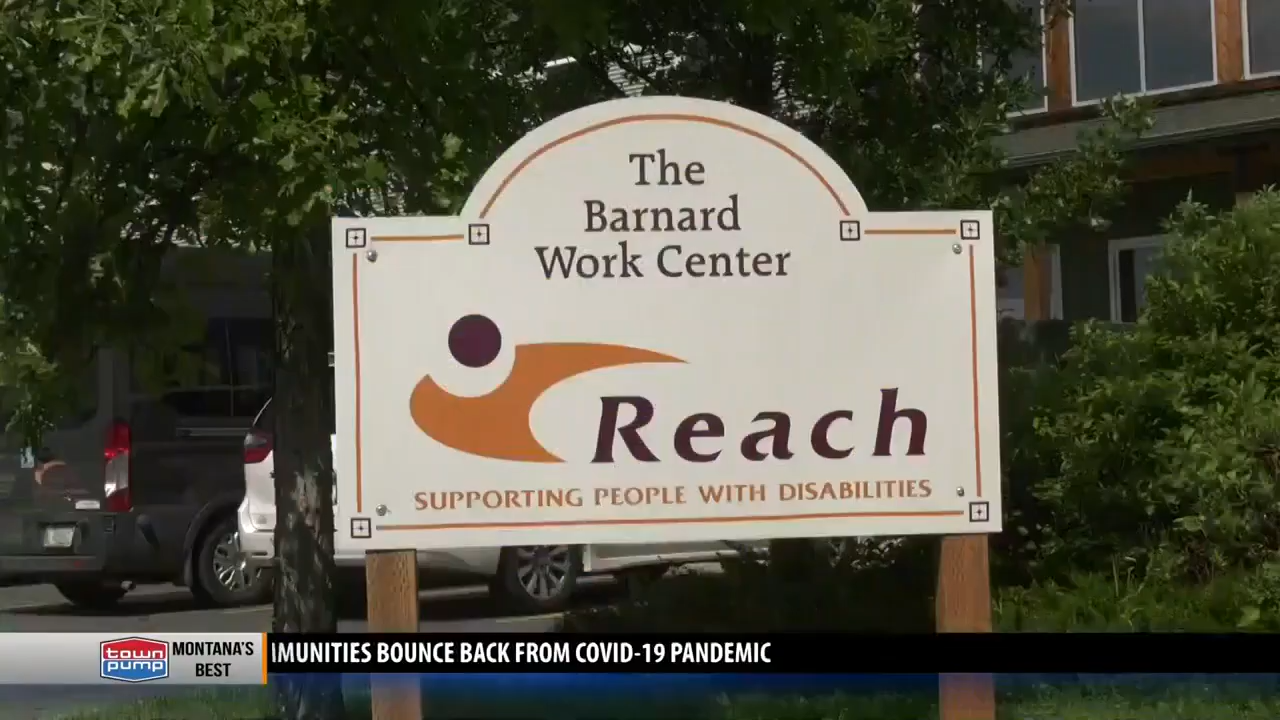 The
Barnard
Work Center
Reach
SUPPORTING PEOPLE WITH DISABILITIES
town
pump
MONTANA'S
BEST
MUNITIES BOUNCE BACK FROM COVID-19 PANDEMIC